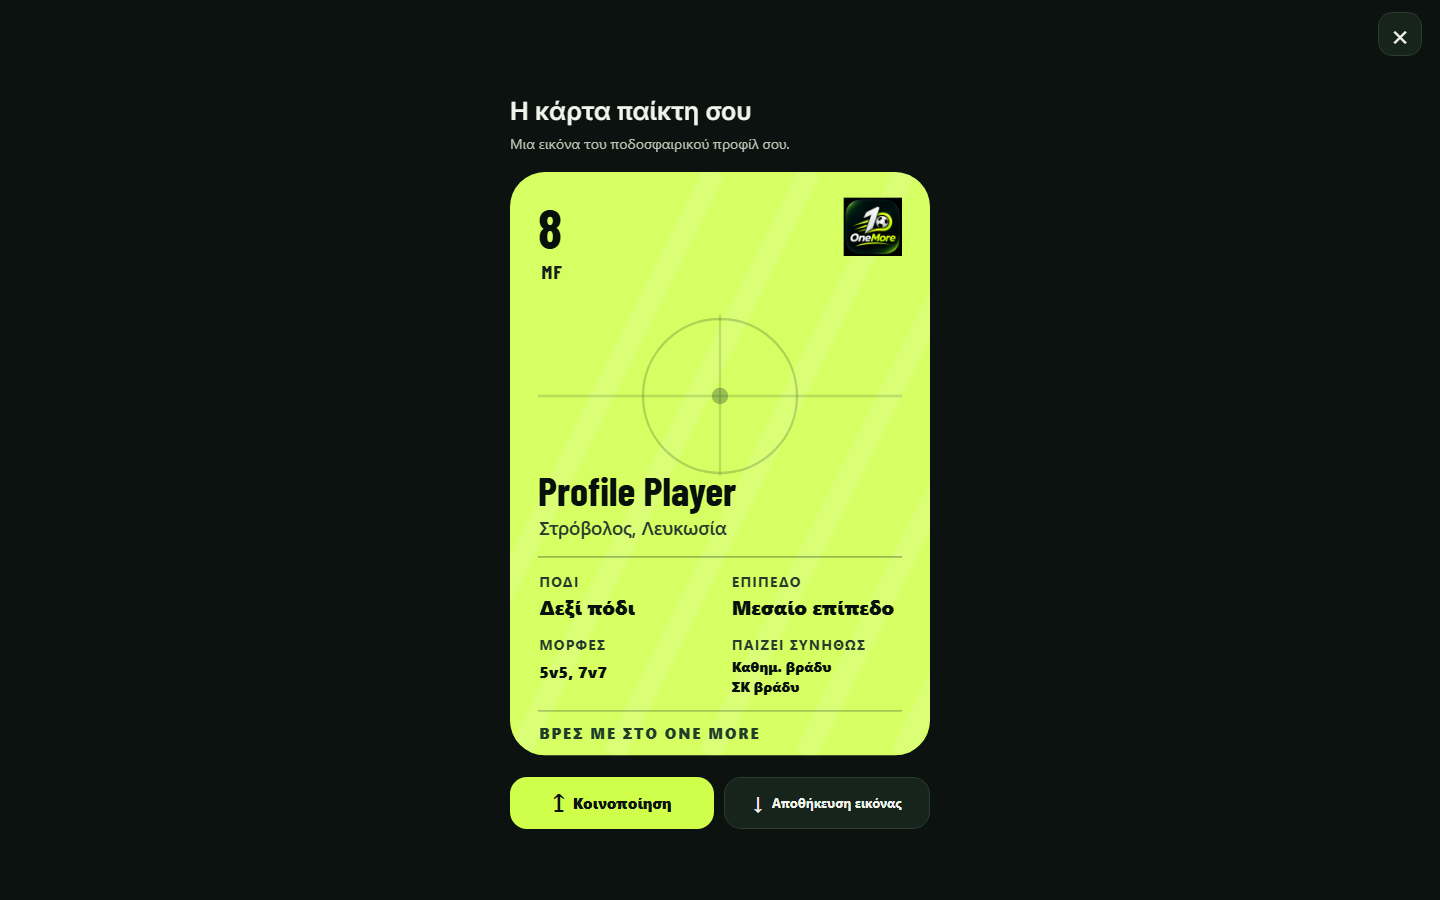 ×
Η κάρτα παίκτη σου
Μια εικόνα του ποδοσφαιρικού προφίλ σου.
8
MF
OneMore
Profile Player
Στρόβολος, Λευκωσία
ΠΟΔΙ
Δεξί πόδι
ΕΠΙΠΕΔΟ
Μεσαίο επίπεδο
ΜΟΡΦΕΣ
5v5, 7v7
ΠΑΙΖΕΙ ΣΥΝΗΘΩΣ
Καθημ. βράδυ
ΣΚ βράδυ
ΒΡΕΣ ΜΕ ΣΤΟ ONE MORE
↥ Κοινοποίηση
↓ Αποθήκευση εικόνας